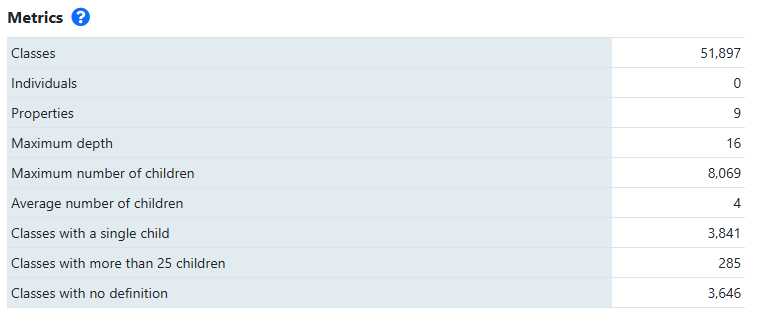 Metrics ?
Classes 51,897
Individuals 0
Properties 9
Maximum depth 16
Maximum number of children 8,069
Average number of children 4
Classes with a single child 3,841
Classes with more than 25 children 285
Classes with no definition 3,646